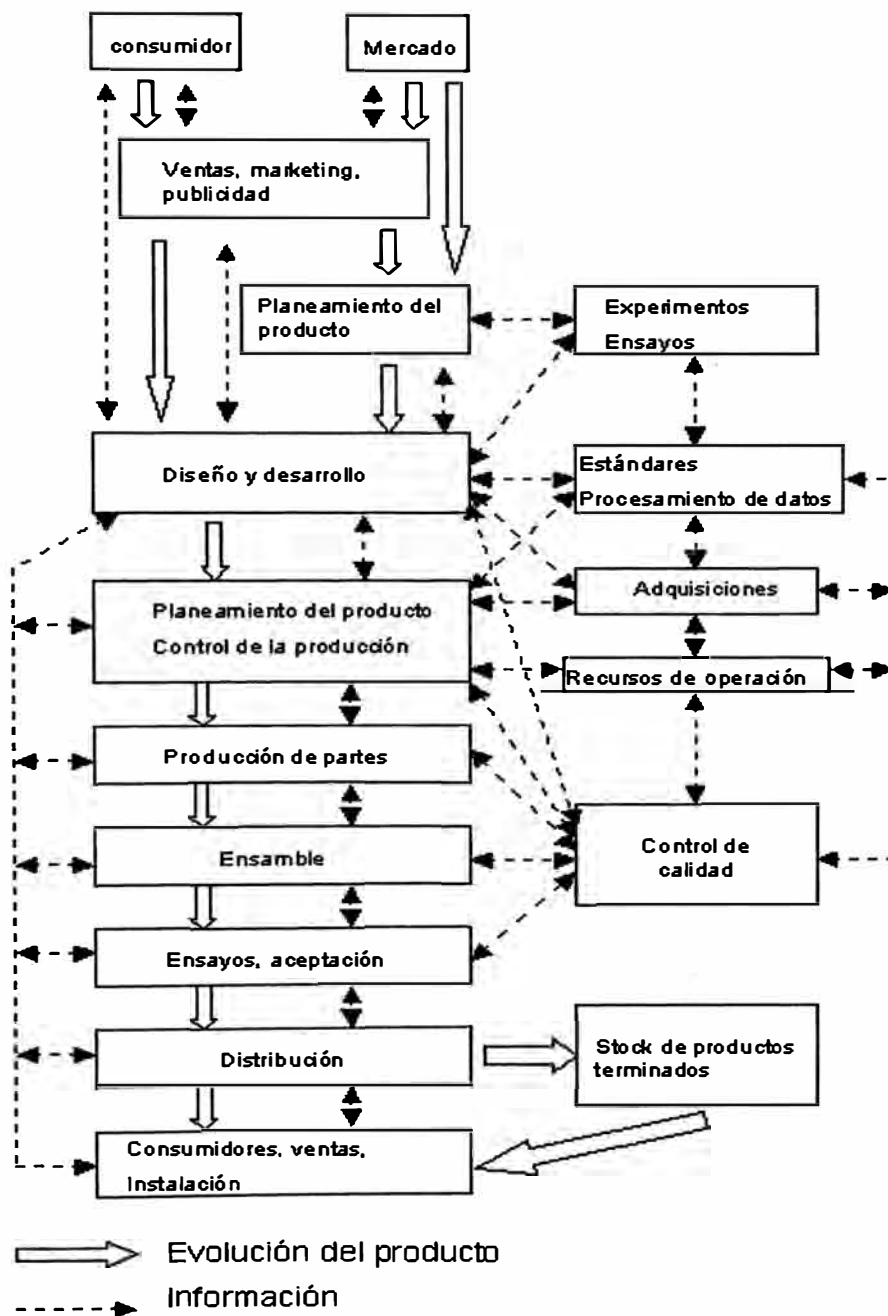 consumidor
Mercado
Ventas, marketing,
publicidad
Planeamiento del
producto
Experimentos
Ensayos
Diseño y desarrollo
Estándares
Procesamiento de datos
Planeamiento del producto
Control de la producción
Adquisiciones
Recursos de operación
Producción de partes
Ensamble
Control de
calidad
Ensayos, aceptación
Distribución
Stock de productos
terminados
Consumidores, ventas,
Instalación
Evolución del producto
Información